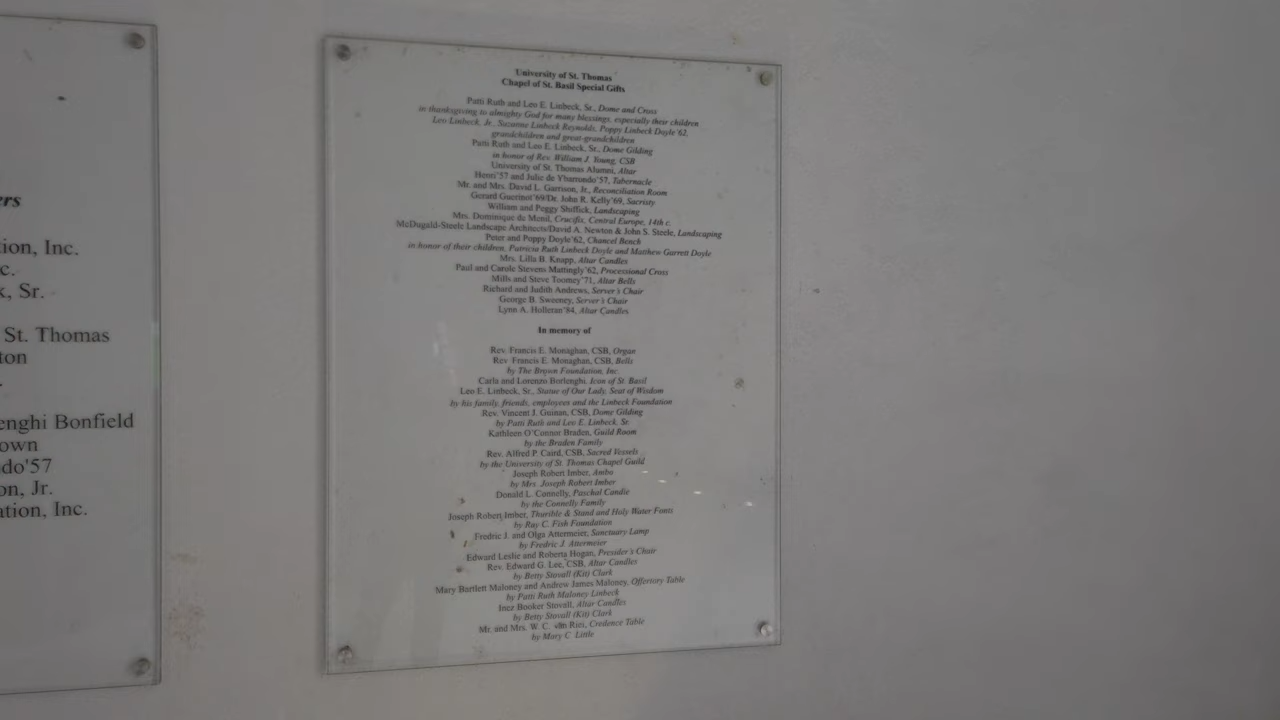 ers
tion, Inc.
c.
k, Sr.
St. Thomas
ton
enghi Bonfield
own
do'57
on, Jr.
ation, Inc.
University of St. Thomas
Chapel of St. Basil Special Gifts
Patti Ruth and Leo E. Linbeck, Sr., Dome and Cross
in thanksgiving to almighty God for many blessings, especially their children
Leo Linbeck, Jr., Suzanne Linbeck Reynolds, Poppy Linbeck Doyle'62,
grandchildren and great-grandchildren
Patti Ruth and Leo E. Linbeck, Sr., Dome Gilding
in honor of Rev. William J. Young, CSB
University of St. Thomas Alumni, Altar
Henri'57 and Julie de Ybarrondo'57, Tabernacle
Mr. and Mrs. David L. Garrison, Jr., Reconciliation Room
Gerard Guerinot'69/Dr. John R. Kelly'69, Sacristy
William and Peggy Shiffick, Landscaping
Mrs. Dominique de Menil, Crucifix, Central Europe, 14th c.
McDugald-Steele Landscape Architects/David A. Newton & John S. Steele, Landscaping
Peter and Poppy Doyle'62, Chancel Bench
in honor of their children, Patricia Ruth Linbeck Doyle and Matthew Garrett Doyle
Mrs. Lilla B. Knapp, Altar Candles
Paul and Carole Stevens Mattingly'62, Processional Cross
Mills and Steve Toomey'71, Altar Bells
Richard and Judith Andrews, Server's Chair
George B. Sweeney, Server's Chair
Lynn A. Holleran'84, Altar Candles
In memory of
Rev. Francis E. Monaghan, CSB, Organ
Rev. Francis E. Monaghan, CSB, Bells
by The Brown Foundation, Inc.
Carla and Lorenzo Borlenghi, Icon of St. Basil
Leo E. Linbeck, Sr., Statue of Our Lady, Seat of Wisdom
by his family, friends, employees and the Linbeck Foundation
Rev. Vincent J. Guinan, CSB, Dome Gilding
by Patti Ruth and Leo E. Linbeck, Sr.
Kathleen O'Connor Braden, Guild Room
by the Braden Family
Rev. Alfred P. Caird, CSB, Sacred Vessels
by the University of St. Thomas Chapel Guild
Joseph Robert Imber, Ambo
by Mrs. Joseph Robert Imber
Donald L. Connelly, Paschal Candle
by the Connelly Family
Joseph Robert Imber, Thurible & Stand and Holy Water Fonts
by Ray C. Fish Foundation
Fredric J. and Olga Attermeier, Sanctuary Lamp
by Fredric J. Attermeier
Edward Leslie and Roberta Hogan, Presider's Chair
Rev. Edward G. Lee, CSB, Altar Candles
by Betty Stovall (Kit) Clark
Mary Bartlett Maloney and Andrew James Maloney, Offertory Table
by Patti Ruth Maloney Linbeck
Inez Booker Stovall, Altar Candles
by Betty Stovall (Kit) Clark
Mr. and Mrs. W. C. Credence Table
by Mary C. Little